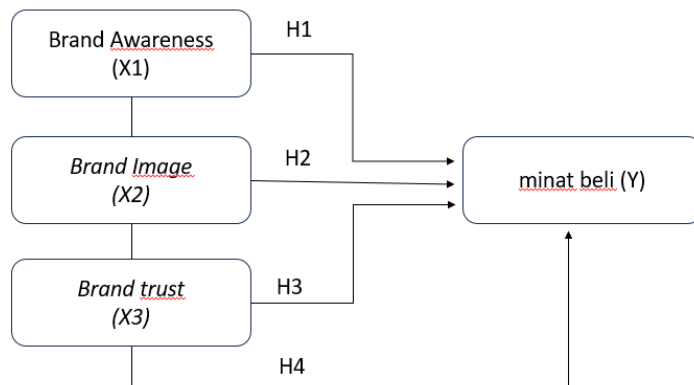 Brand Awareness
(X1)
H1
Brand Image
(X2)
H2
minat beli (Y)
Brand trust
(X3)
H3
H4